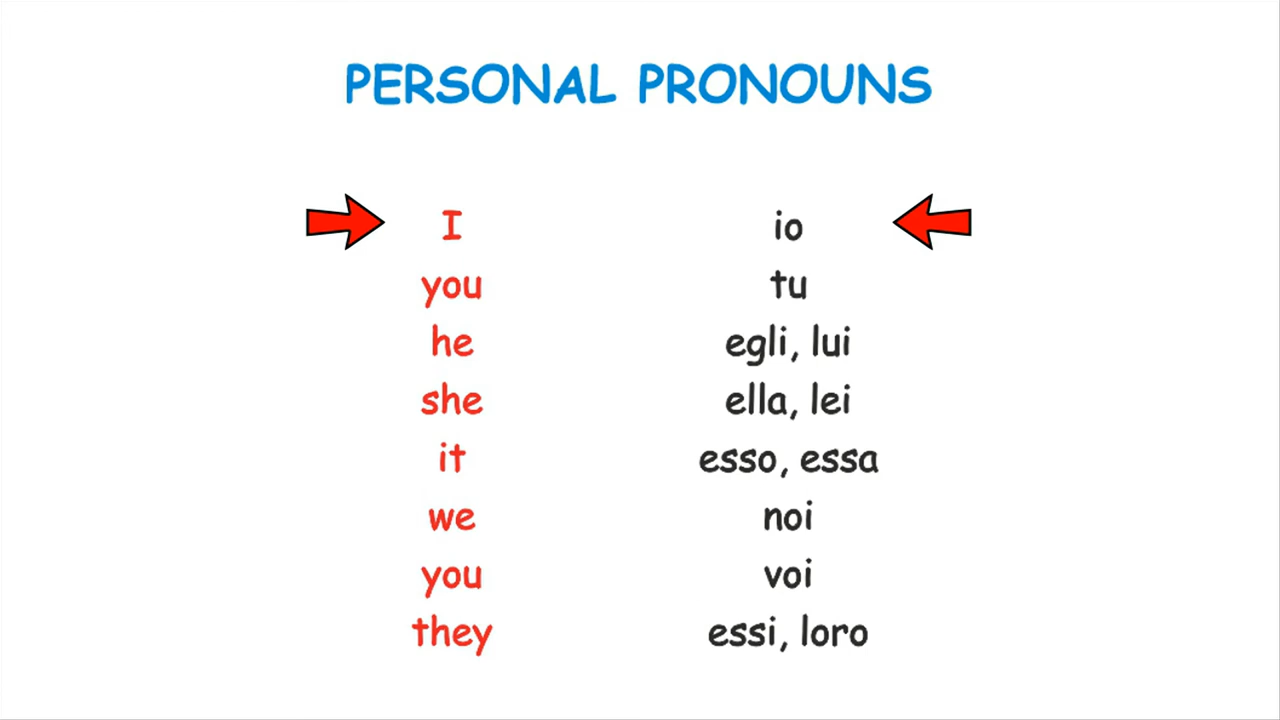 PERSONAL PRONOUNS
I io
you tu
he egli, lui
she ella, lei
it esso, essa
we noi
you voi
they essi, loro